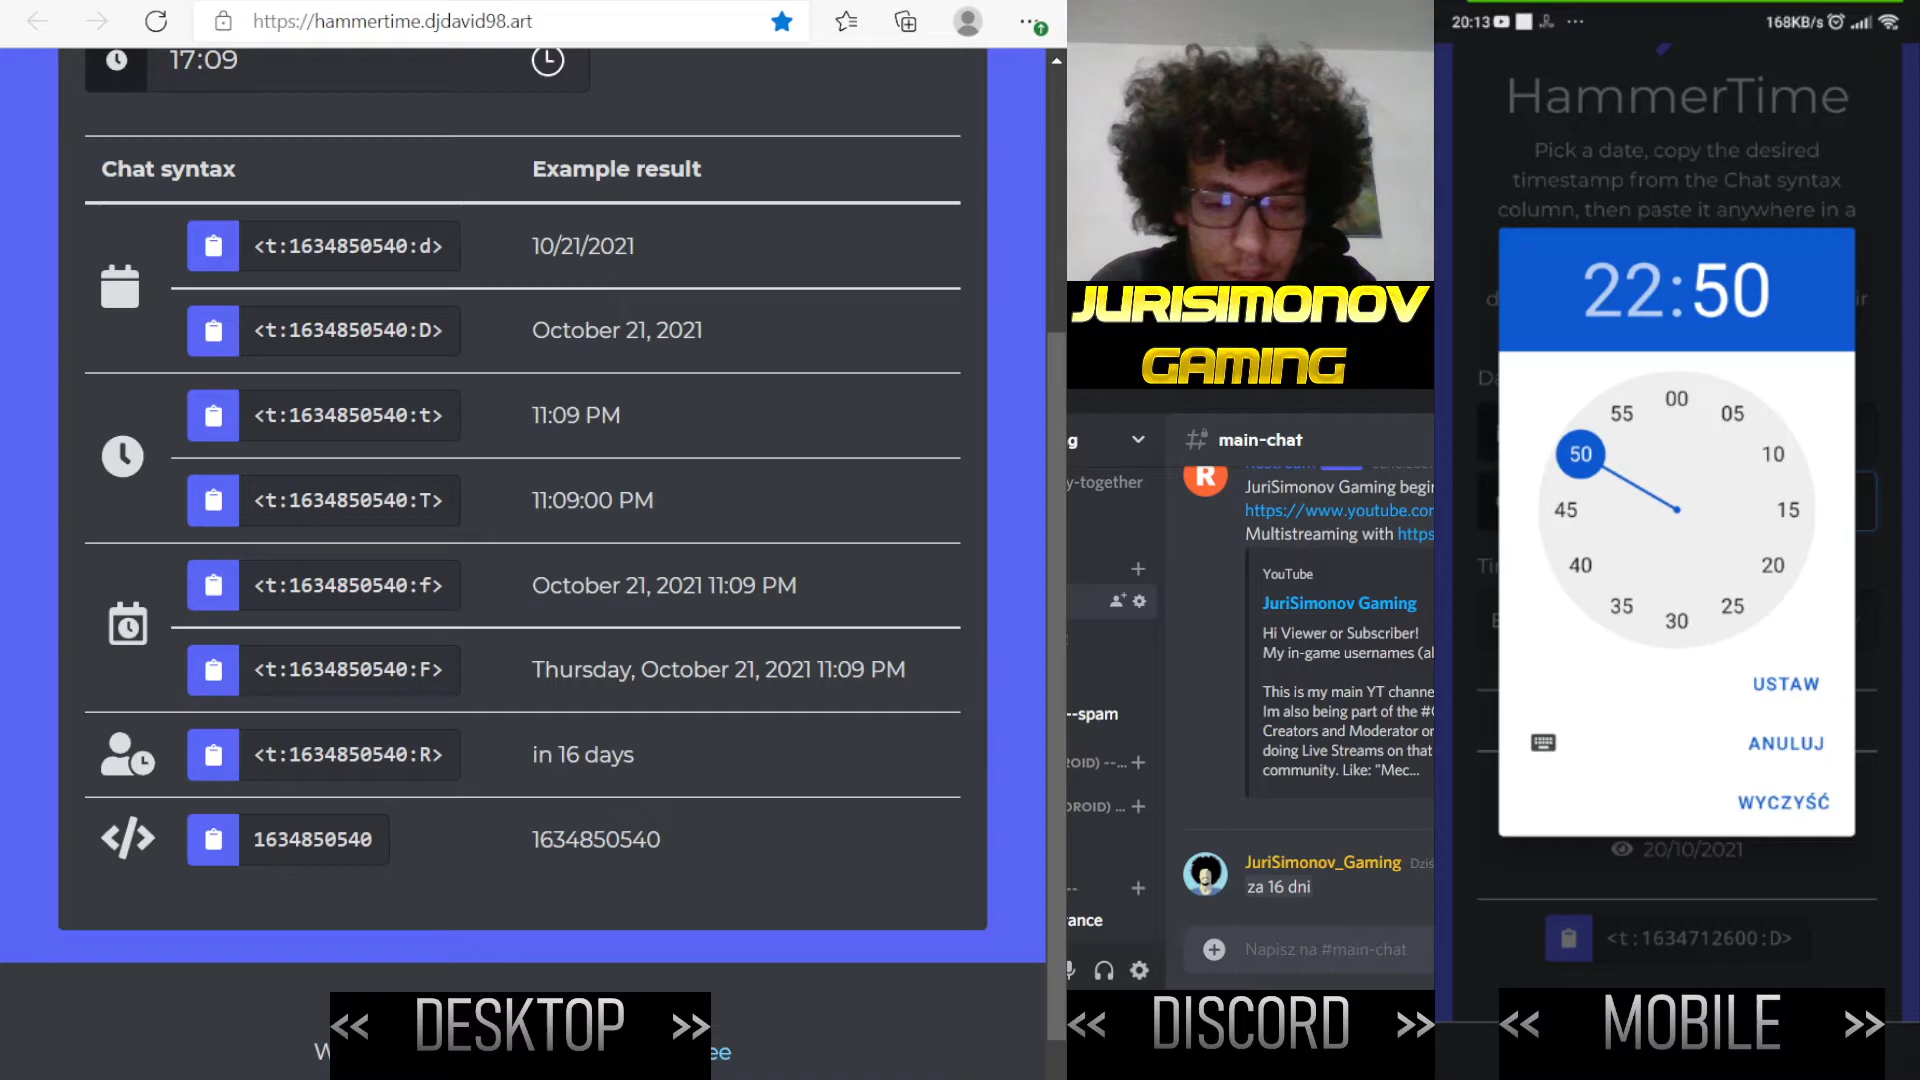 https://hammertime.djdavid98.art
17:09
Chat syntax
Example result
<t:1634850540:d>
10/21/2021
<t:1634850540:D>
October 21, 2021
<t:1634850540:t>
11:09 PM
<t:1634850540:T>
11:09:00 PM
<t:1634850540:f>
October 21, 2021 11:09 PM
<t:1634850540:F>
Thursday, October 21, 2021 11:09 PM
<t:1634850540:R>
in 16 days
1634850540
1634850540
<< DESKTOP >>
JURISIMONOV
GAMING
main-chat
y-together
--spam
JuriSimonov Gaming begin
https://www.youtube.cor
Multistreaming with https
YouTube
JuriSimonov Gaming
Hi Viewer or Subscriber!
My in-game usernames (al
This is my main YT channe
Im also being part of the #
Creators and Moderator or
doing Live Streams on that
community. Like: "Mec...
JuriSimonov_Gaming Dziś
za 16 dni
Napisz na #main-chat
<< DISCORD >>
20:13
168KB/s
HammerTime
Pick a date, copy the desired
timestamp from the Chat syntax
column, then paste it anywhere in a
22:50
00
05
10
15
20
25
30
35
40
45
50
55
USTAW
ANULUJ
WYCZYŚĆ
20/10/2021
<t:1634712600:D>
<< MOBILE >>